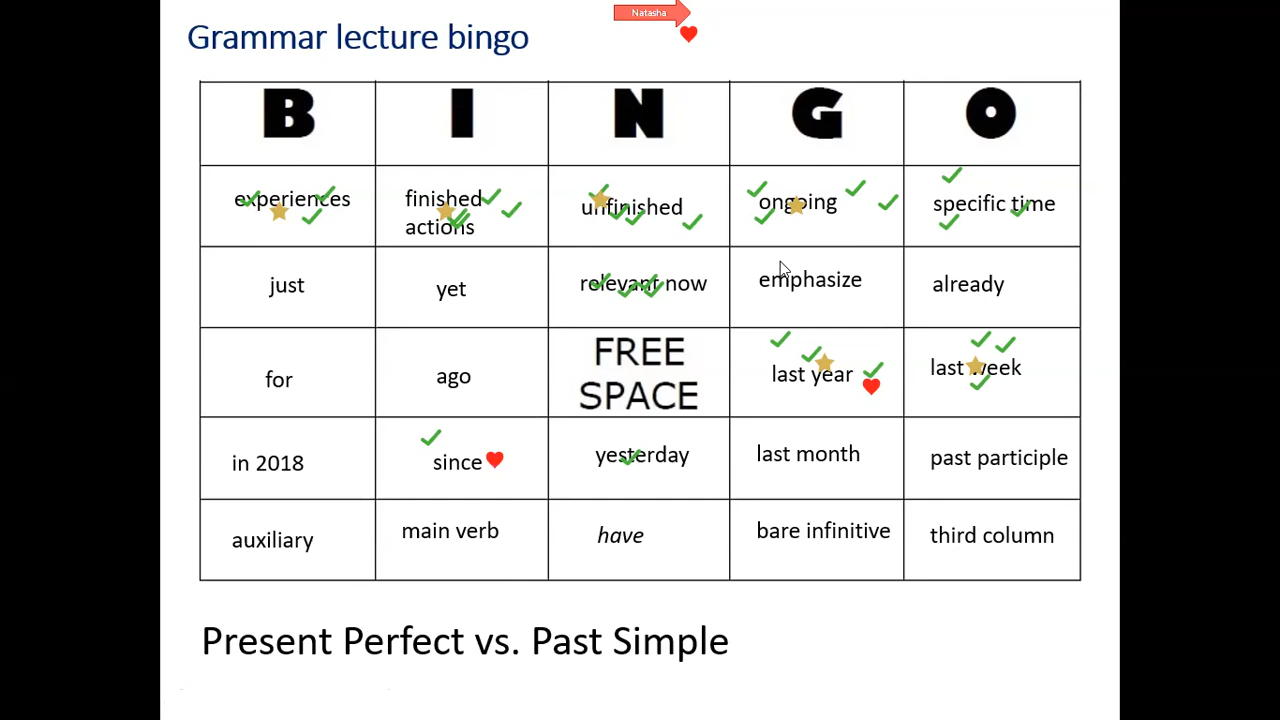 Natasha
Grammar lecture bingo
B I N G O
experiences
finished
actions
unfinished
ongoing
specific time
just
yet
relevant now
emphasize
already
for
ago
FREE
SPACE
last year
last week
in 2018
since
yesterday
last month
past participle
auxiliary
main verb
have
bare infinitive
third column
Present Perfect vs. Past Simple